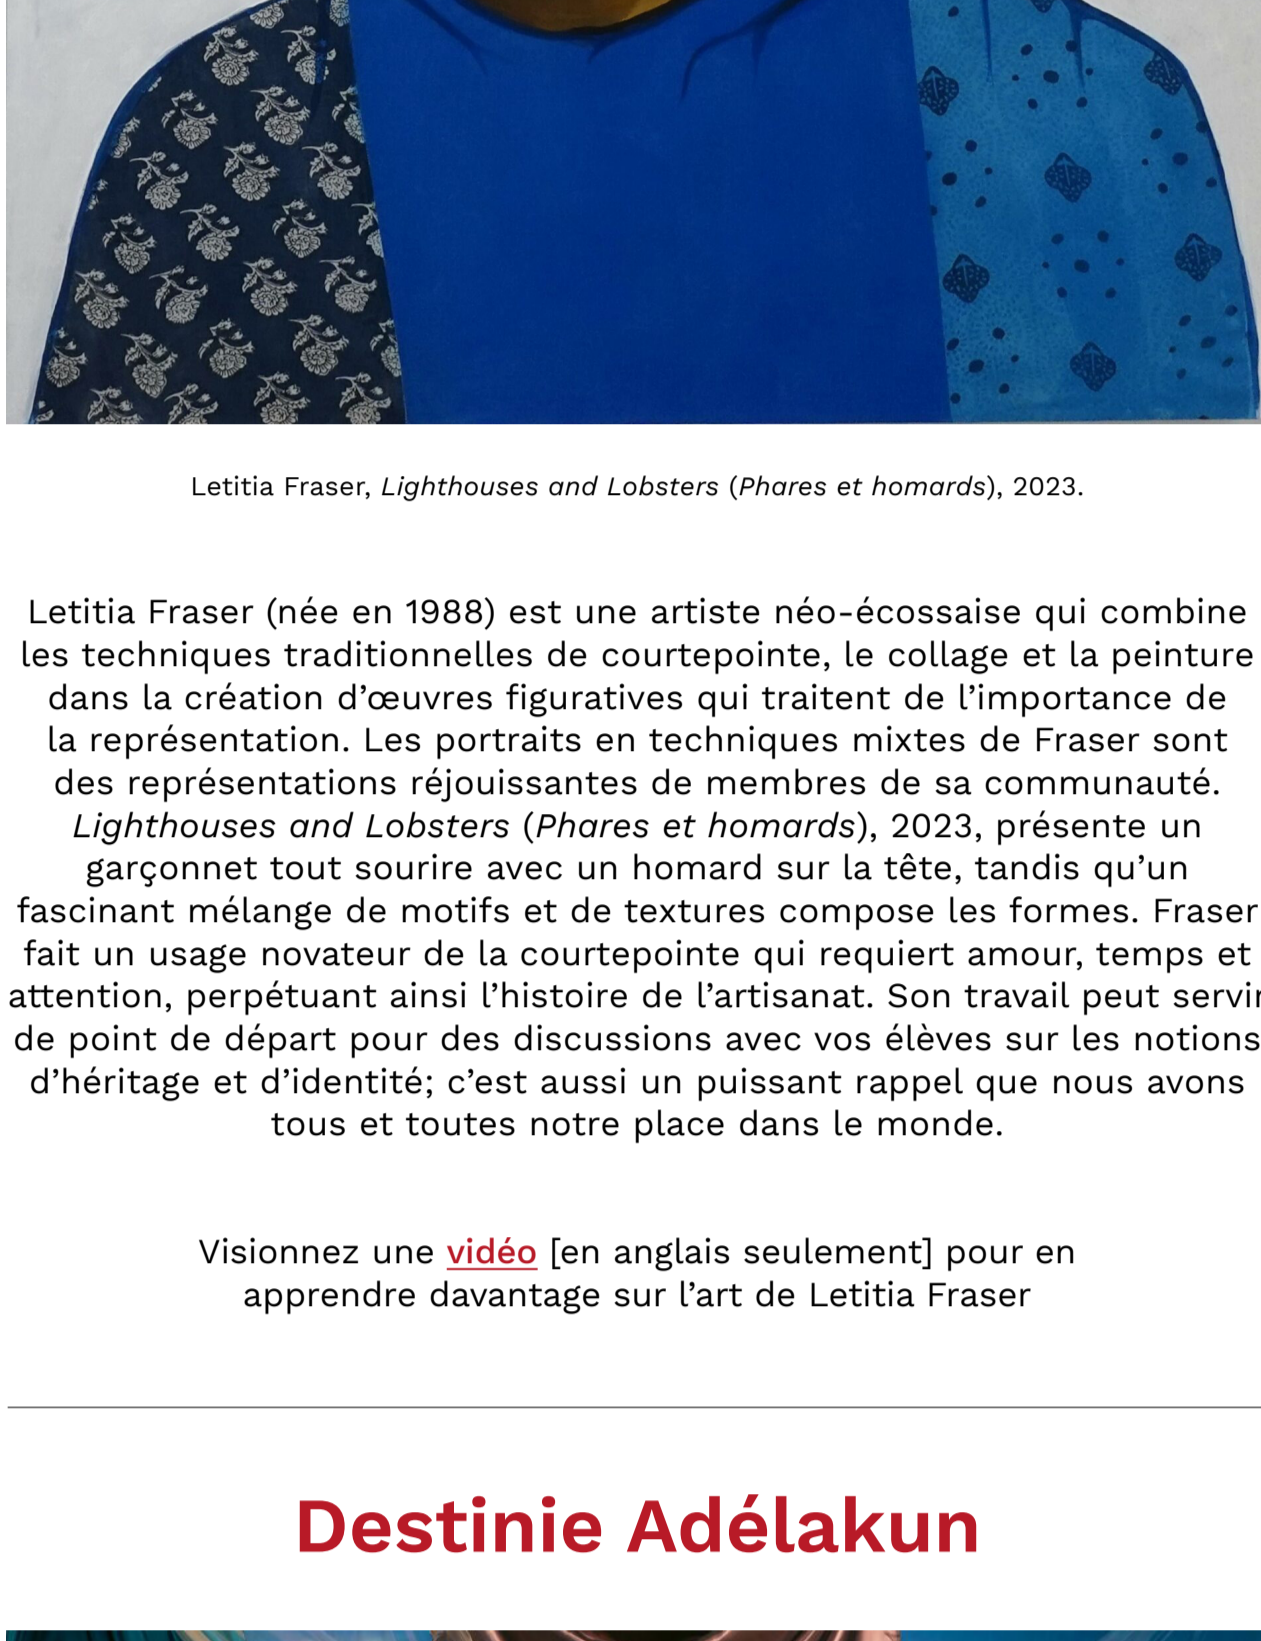 Letitia Fraser, Lighthouses and Lobsters (Phares et homards), 2023.
Letitia Fraser (née en 1988) est une artiste néo-écossaise qui combine
les techniques traditionnelles de courtepointe, le collage et la peinture
dans la création d’œuvres figuratives qui traitent de l’importance de
la représentation. Les portraits en techniques mixtes de Fraser sont
des représentations réjouissantes de membres de sa communauté.
Lighthouses and Lobsters (Phares et homards), 2023, présente un
garçonnet tout sourire avec un homard sur la tête, tandis qu’un
fascinant mélange de motifs et de textures compose les formes. Fraser
fait un usage novateur de la courtepointe qui requiert amour, temps et
attention, perpétuant ainsi l’histoire de l’artisanat. Son travail peut servir
de point de départ pour des discussions avec vos élèves sur les notions
d’héritage et d’identité; c’est aussi un puissant rappel que nous avons
tous et toutes notre place dans le monde.
Visionnez une vidéo [en anglais seulement] pour en
apprendre davantage sur l’art de Letitia Fraser
Destinie Adélakun